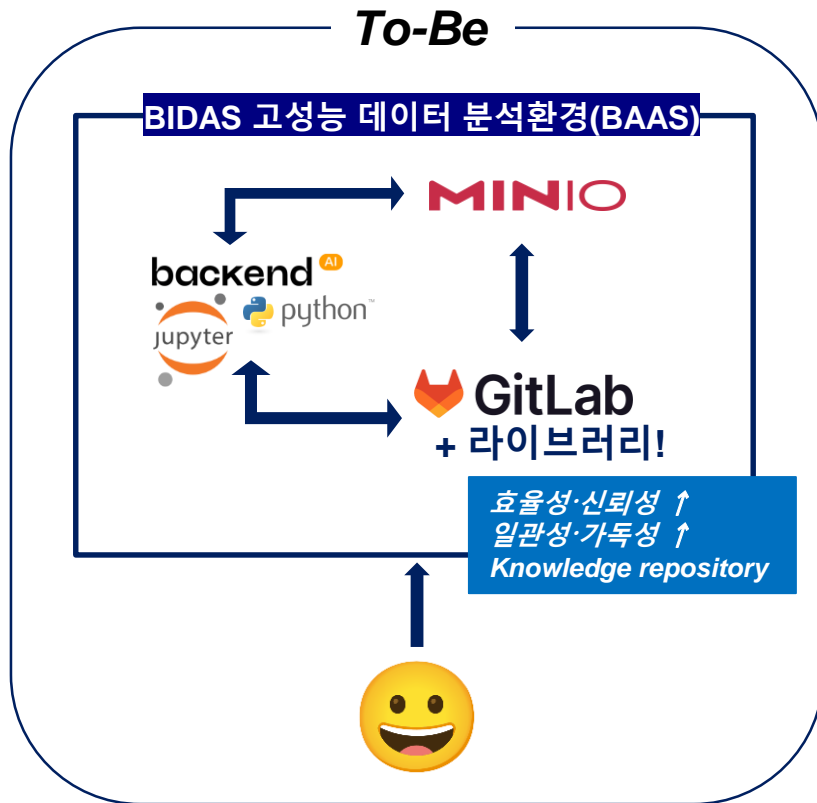 To-Be
BIDAS 고성능 데이터 분석환경(BAAS)
MINIO
backend AI
python™
jupyter
GitLab
+ 라이브러리!
효율성·신뢰성 ↑
일관성·가독성 ↑
Knowledge repository